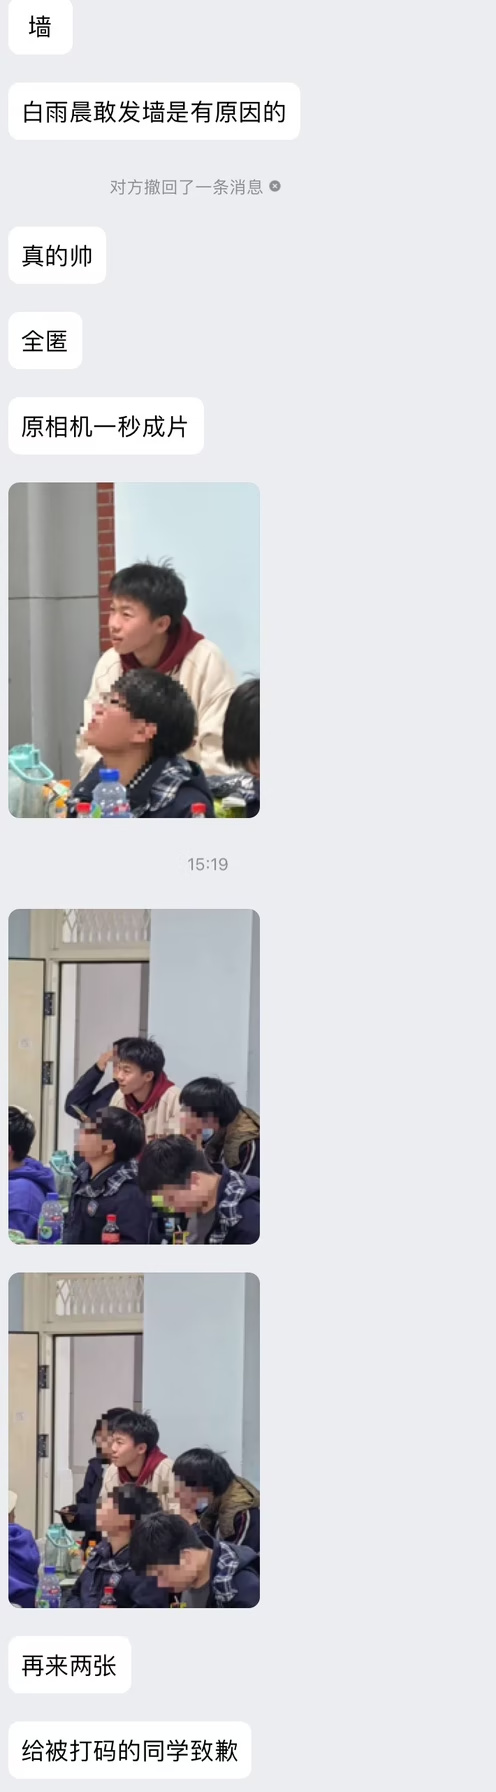 墙
白雨晨敢发墙是有原因的
对方撤回了一条消息
真的帅
全匿
原相机一秒成片
15:19
再来两张
给被打码的同学致歉